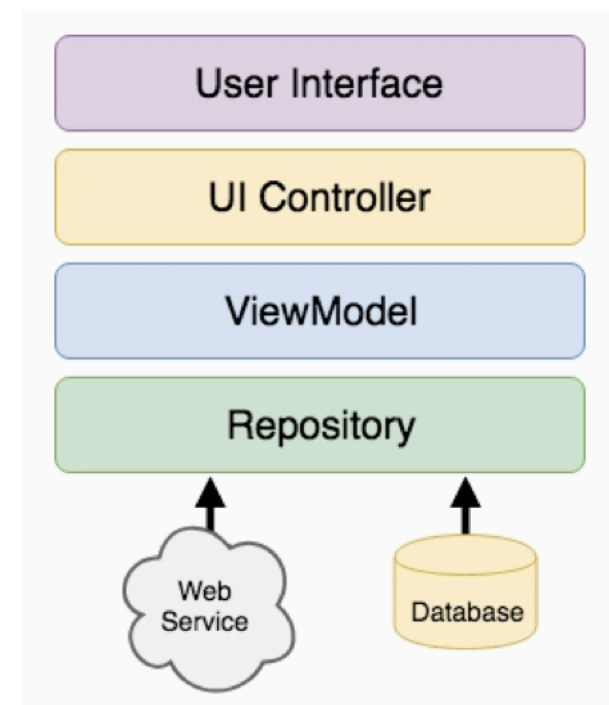 User Interface
UI Controller
ViewModel
Repository
Web
Service
Database